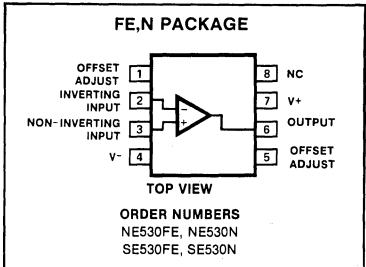 FE,N PACKAGE
OFFSET
ADJUST 1
INVERTING
INPUT 2
NON-INVERTING
INPUT 3
V- 4
8 NC
7 V+
6 OUTPUT
5 OFFSET
ADJUST
-
+
TOP VIEW
ORDER NUMBERS
NE530FE, NE530N
SE530FE, SE530N